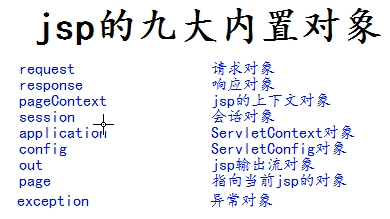 jsp的九大内置对象
request 请求对象
response 响应对象
pageContext jsp的上下文对象
session 会话对象
application ServletContext对象
config ServletConfig对象
out jsp输出流对象
page 指向当前jsp的对象
exception 异常对象